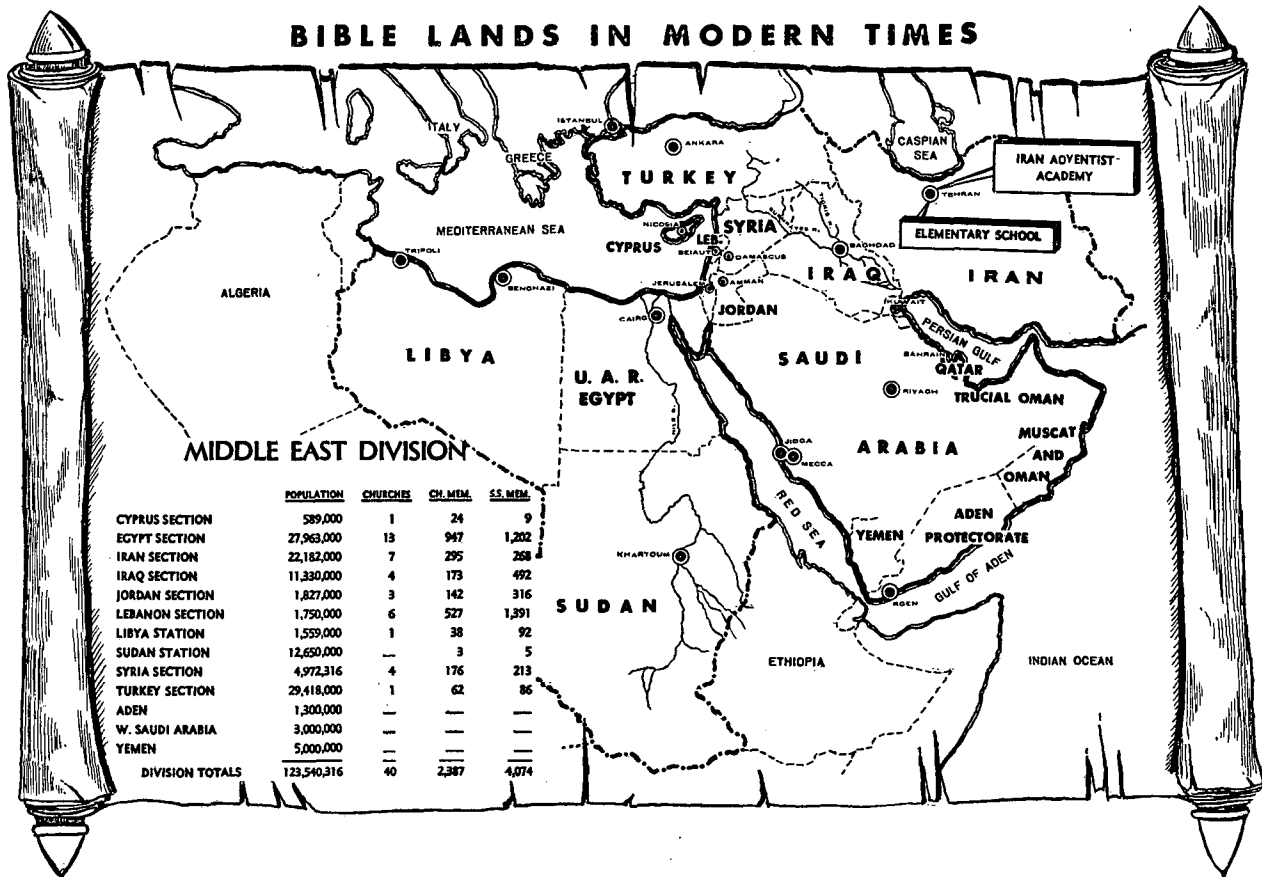 BIBLE LANDS IN MODERN TIMES
ITALY
GREECE
ISTANBUL
ANKARA
TURKEY
CASPIAN
SEA
IRAN ADVENTIST-
ACADEMY
TEHRAN
ELEMENTARY SCHOOL
MEDITERRANEAN SEA
NICOSIA
CYPRUS
SYRIA
LEB.
BEIAUT
DAMASCUS
BAGHDAD
IRAQ
IRAN
TRIPOLI
BENGHAZI
JERUSALEM
AMMAN
JORDAN
CAIRO
KUWAIT
PERSIAN GULF
BAHRAIN
QATAR
ALGERIA
LIBYA
U. A. R.
EGYPT
NILE R.
SAUDI
ARABIA
RIYAGH
TRUCIAL OMAN
MUSCAT
AND
OMAN
JIDGA
MECCA
RED SEA
YEMEN
ADEN
PROTECTORATE
RGEN
GULF OF ADEN
KHARYOUM
SUDAN
ETHIOPIA
INDIAN OCEAN
MIDDLE EAST DIVISION
POPULATION CHURCHES CH. MEM. S.S. MEM.
CYPRUS SECTION 589,000 1 24 9
EGYPT SECTION 27,963,000 13 947 1,202
IRAN SECTION 22,182,000 7 295 268
IRAQ SECTION 11,330,000 4 173 492
JORDAN SECTION 1,827,000 3 142 316
LEBANON SECTION 1,750,000 6 527 1,391
LIBYA STATION 1,559,000 1 38 92
SUDAN STATION 12,650,000 — 3 5
SYRIA SECTION 4,972,316 4 176 213
TURKEY SECTION 29,418,000 1 62 86
ADEN 1,300,000 — — —
W. SAUDI ARABIA 3,000,000 — — —
YEMEN 5,000,000 — — —
DIVISION TOTALS 123,540,316 40 2,387 4,074